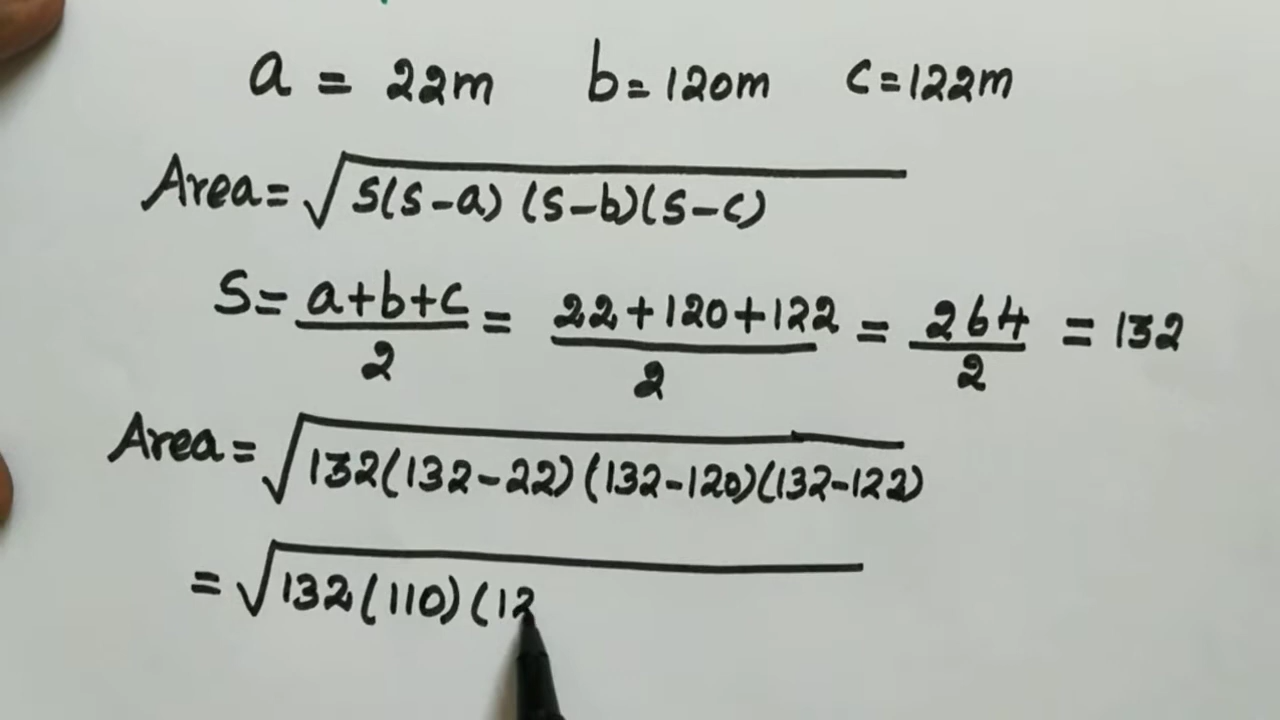 a = 22m b = 120m c = 122m
Area = √s(s-a) (s-b)(s-c)
S = a+b+c/2 = 22+120+122/2 = 264/2 = 132
Area = √132(132-22) (132-120)(132-122)
= √132(110) (12